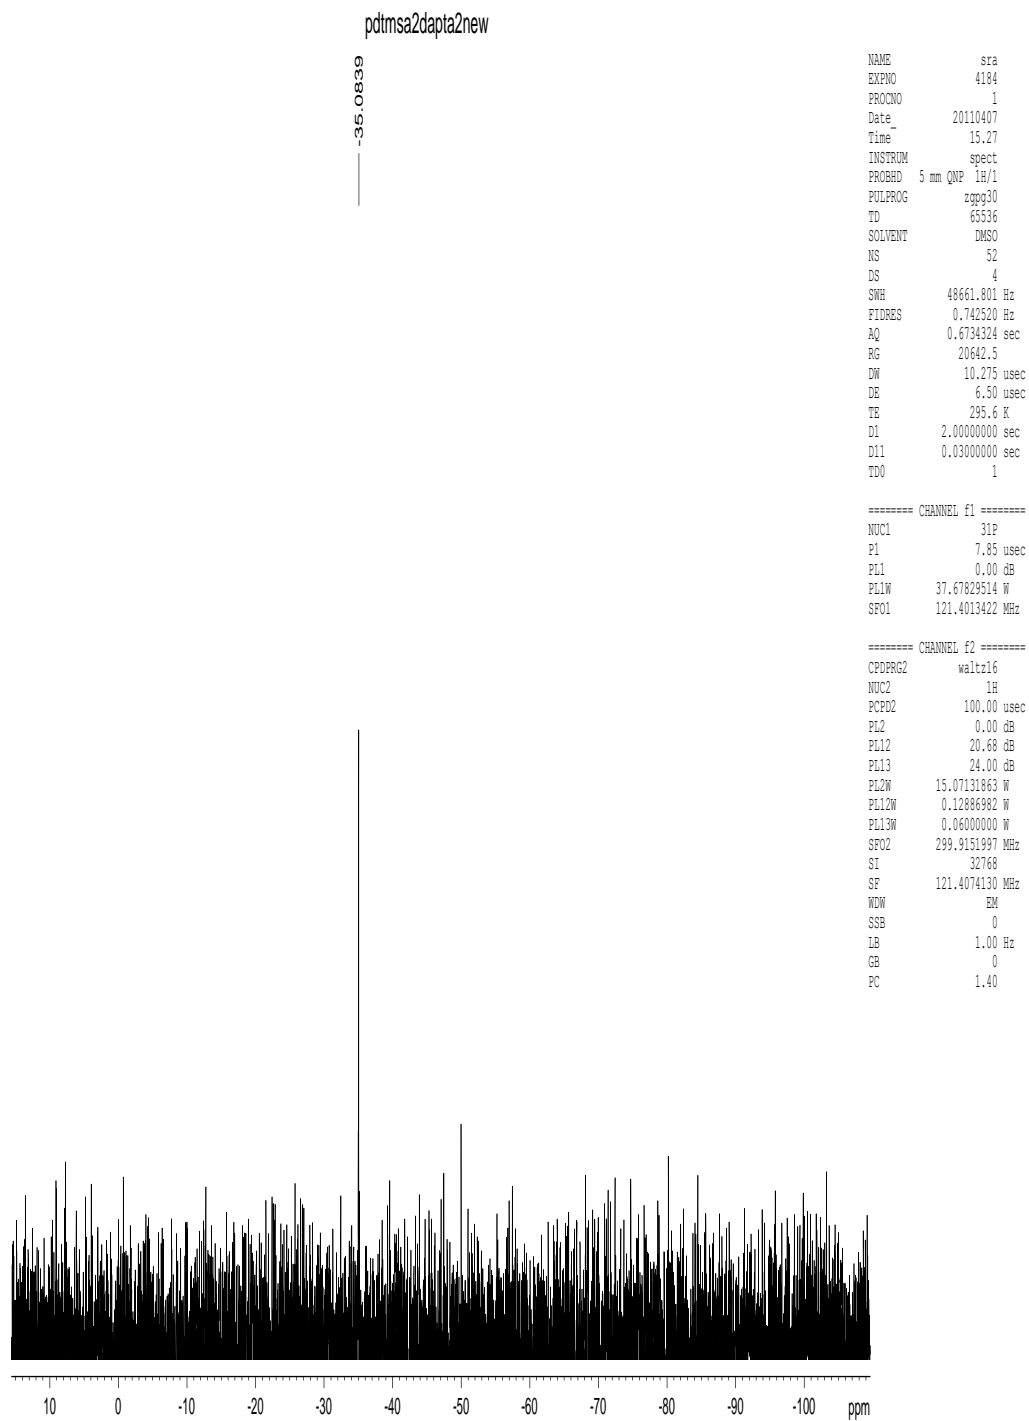 pdtmsa2dapta2new
-35.0839
NAME sra
EXPNO 4184
PROCNO 1
Date_ 20110407
Time 15.27
INSTRUM spect
PROBHD 5 mm QNP 1H/1
PULPROG zgpg30
TD 65536
SOLVENT DMSO
NS 52
DS 4
SWH 48661.801 Hz
FIDRES 0.742520 Hz
AQ 0.6734324 sec
RG 20642.5
DW 10.275 usec
DE 6.50 usec
TE 295.6 K
D1 2.00000000 sec
D11 0.03000000 sec
TD0 1
======== CHANNEL f1 ========
NUC1 31P
P1 7.85 usec
PL1 0.00 dB
PL1W 37.67829514 W
SFO1 121.4013422 MHz
======== CHANNEL f2 ========
CPDPRG2 waltz16
NUC2 1H
PCPD2 100.00 usec
PL2 0.00 dB
PL12 20.68 dB
PL13 24.00 dB
PL2W 15.07131863 W
PL12W 0.12886982 W
PL13W 0.06000000 W
SFO2 299.9151997 MHz
SI 32768
SF 121.4074130 MHz
WDW EM
SSB 0
LB 1.00 Hz
GB 0
PC 1.40
10 0 -10 -20 -30 -40 -50 -60 -70 -80 -90 -100 ppm